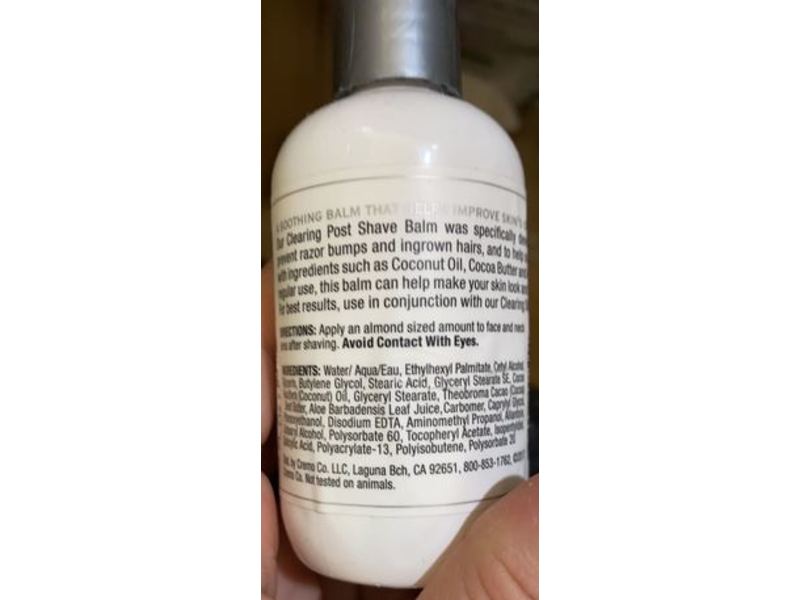 SOOTHING BALM THAT HELPS IMPROVE SKIN'S
Clearing Post Shave Balm was specifically
prevent razor bumps and ingrown hairs, and to help
with ingredients such as Coconut Oil, Cocoa Butter and
regular use, this balm can help make your skin look
For best results, use in conjunction with our Clearing
DIRECTIONS: Apply an almond sized amount to face and neck
after shaving. Avoid Contact With Eyes.
INGREDIENTS: Water/ Aqua/Eau, Ethylhexyl Palmitate, Cetyl Alcohol,
Butylene Glycol, Stearic Acid, Glyceryl Stearate SE,
(Coconut) Oil, Glyceryl Stearate, Theobroma Cacao (Cocoa)
Aloe Barbadensis Leaf Juice, Carbomer, Caprylyl Glycol,
Disodium EDTA, Aminomethyl Propanol,
Alcohol, Polysorbate 60, Tocopheryl Acetate,
Acid, Polyacrylate-13, Polyisobutene, Polysorbate 20
by Cremo Co. LLC, Laguna Bch, CA 92651, 800-853-1762,
Cremo Co. Not tested on animals.